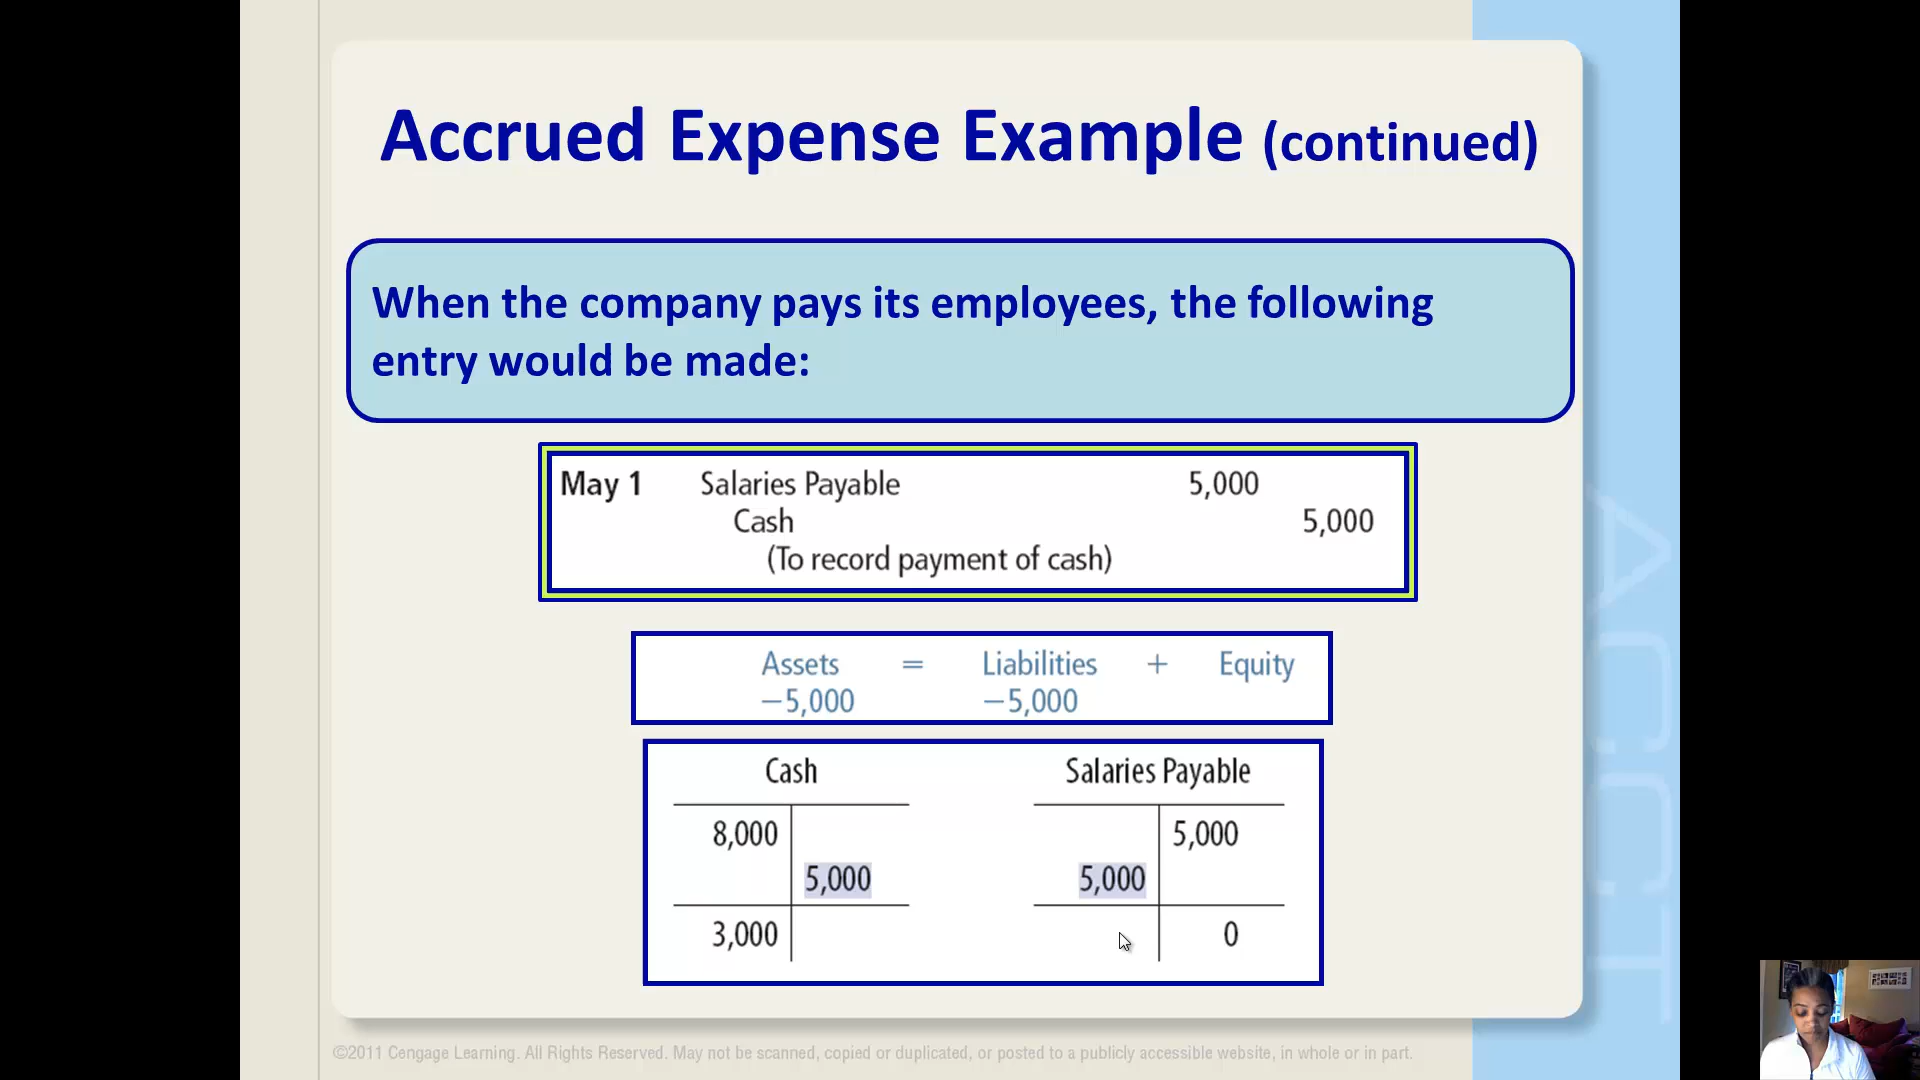 Accrued Expense Example (continued)
When the company pays its employees, the following
entry would be made:
May 1 Salaries Payable 5,000
Cash 5,000
(To record payment of cash)
Assets = Liabilities + Equity
−5,000 −5,000
Cash Salaries Payable
8,000 5,000
5,000 5,000
3,000 0
ACCT
©2011 Cengage Learning. All Rights Reserved. May not be scanned, copied or duplicated, or posted to a publicly accessible website, in whole or in part.